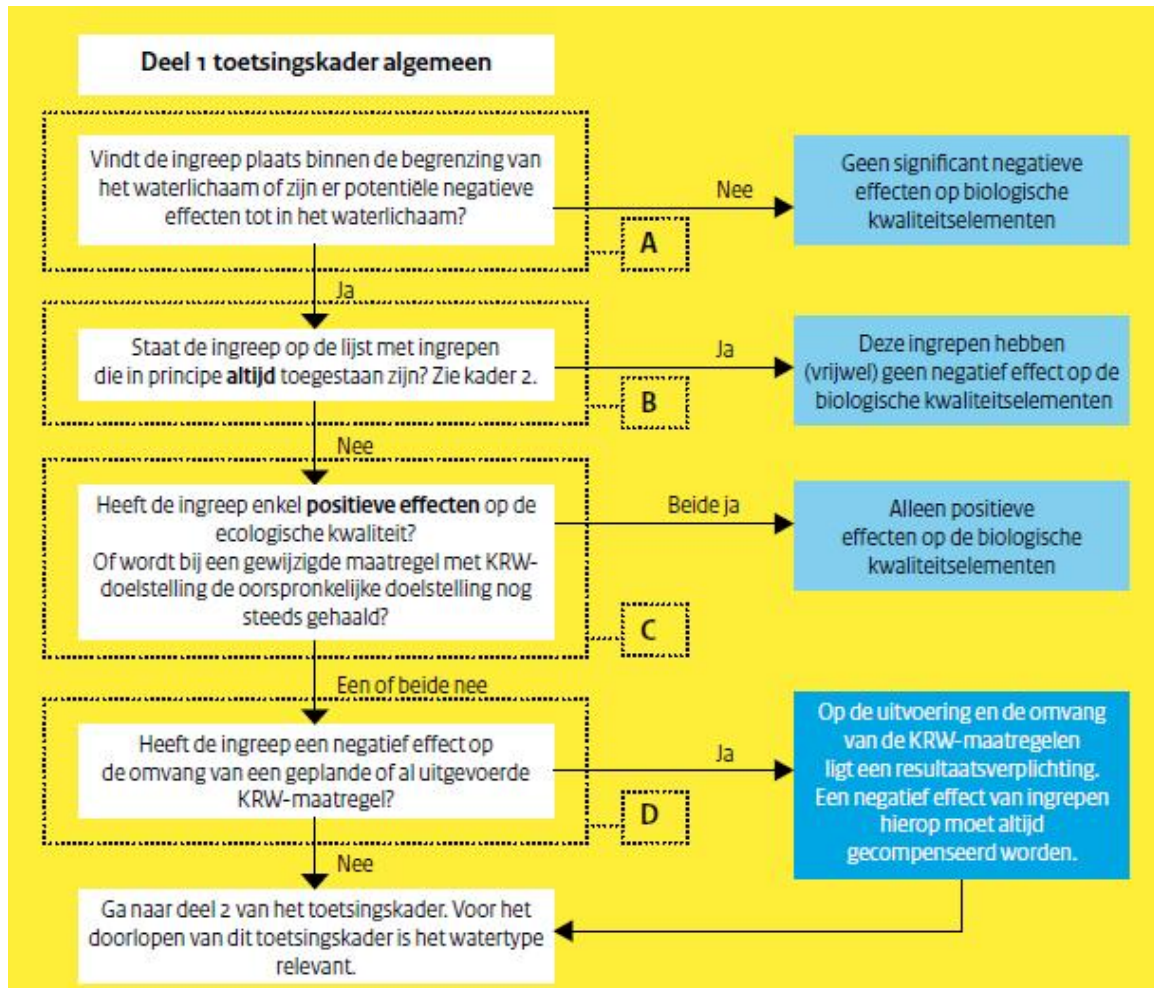 Deel 1 toetsingskader algemeen
Vindt de ingreep plaats binnen de begrenzing van
het waterlichaam of zijn er potentiële negatieve
effecten tot in het waterlichaam?
Nee
Geen significant negatieve
effecten op biologische
kwaliteitselementen
A
Ja
Staat de ingreep op de lijst met ingrepen
die in principe altijd toegestaan zijn? Zie kader 2.
Ja
Deze ingrepen hebben
(vrijwel) geen negatief effect op de
biologische kwaliteitselementen
B
Nee
Heeft de ingreep enkel positieve effecten op de
ecologische kwaliteit?
Of wordt bij een gewijzigde maatregel met KRW-
doelstelling de oorspronkelijke doelstelling nog
steeds gehaald?
Beide ja
Alleen positieve
effecten op de biologische
kwaliteitselementen
C
Een of beide nee
Heeft de ingreep een negatief effect op
de omvang van een geplande of al uitgevoerde
KRW-maatregel?
Ja
Op de uitvoering en de omvang
van de KRW-maatregelen
ligt een resultaatsverplichting.
Een negatief effect van ingrepen
hierop moet altijd
gecompenseerd worden.
D
Nee
Ga naar deel 2 van het toetsingskader. Voor het
doorlopen van dit toetsingskader is het watertype
relevant.